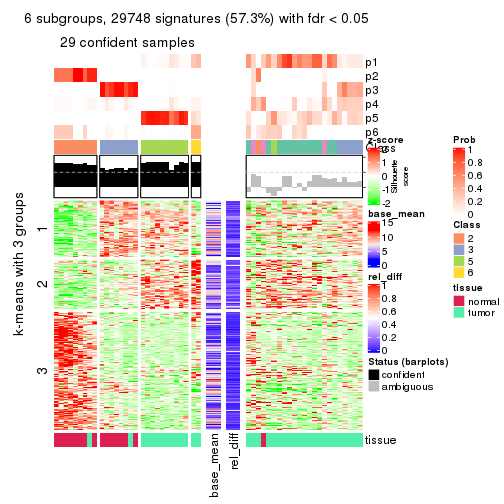 6 subgroups, 29748 signatures (57.3%) with fdr < 0.05
29 confident samples
p1
p2
p3
p4
p5
p6
Class
Silhouette
score
k-means with 3 groups
1
2
3
base_mean
rel_diff
tissue
z-score
2
1
0
-1
-2
base_mean
15
10
5
0
rel_diff
1
0.8
0.6
0.4
0.2
0
Status (barplots)
confident
ambiguous
Prob
1
0.8
0.6
0.4
0.2
0
Class
2
3
5
6
tissue
normal
tumor